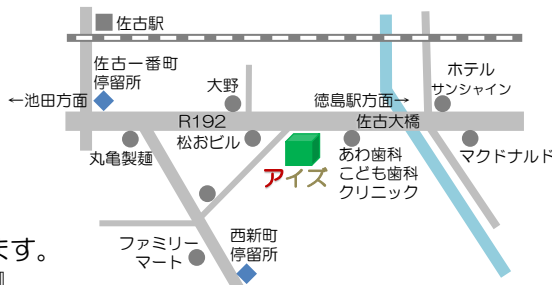 佐古駅
佐古一番町
停留所
←池田方面
大野
徳島駅方面→
ホテル
サンシャイン
R192
佐古大橋
丸亀製麺
松おビル
アイズ
あわ歯科
こども歯科
クリニック
マクドナルド
ファミリー
マート
西新町
停留所
ます。